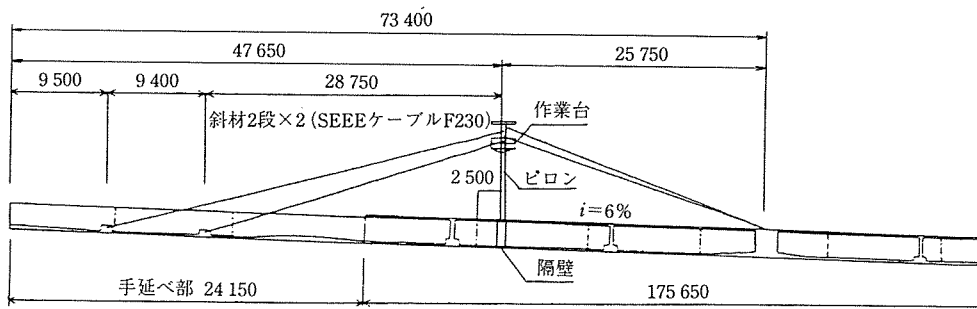 73 400
47 650
25 750
9 500
9 400
28 750
斜材2段×2(SEEEケーブルF230)
作業台
2 500
ピロン
i=6%
隔壁
手延べ部 24 150
175 650